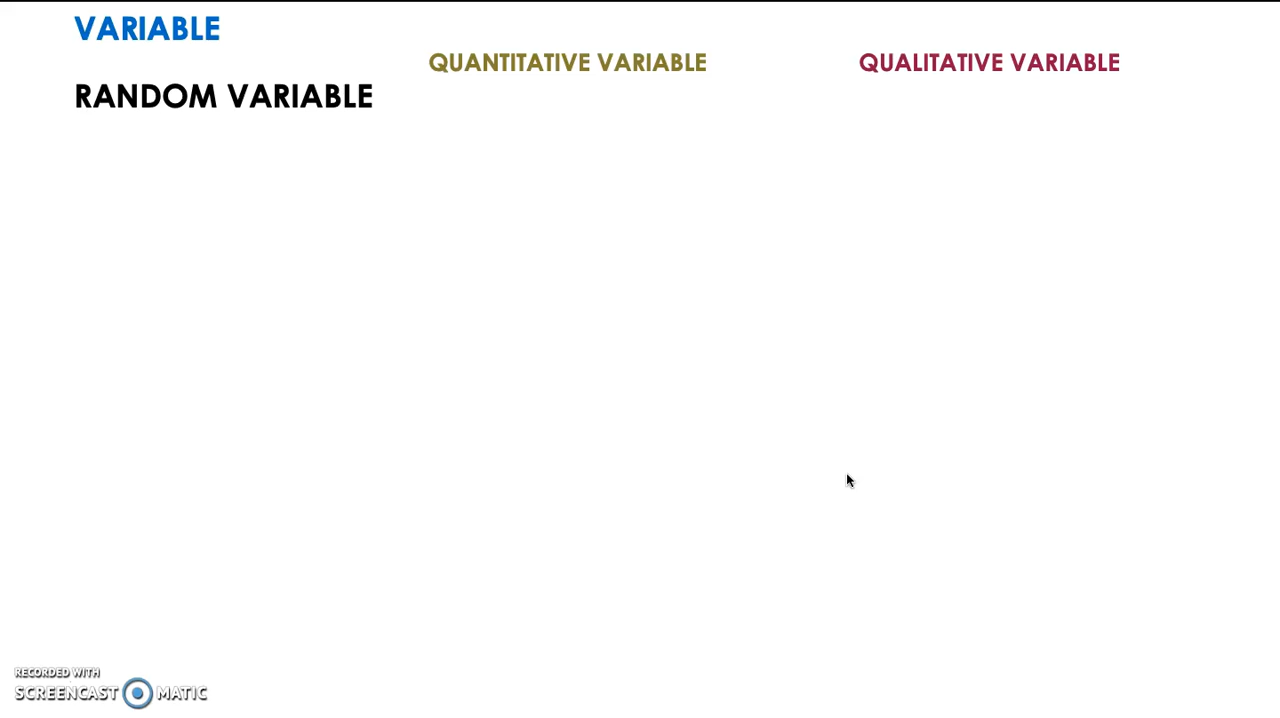 VARIABLE
QUANTITATIVE VARIABLE
QUALITATIVE VARIABLE
RANDOM VARIABLE
RECORDED WITH
SCREENCAST MATIC